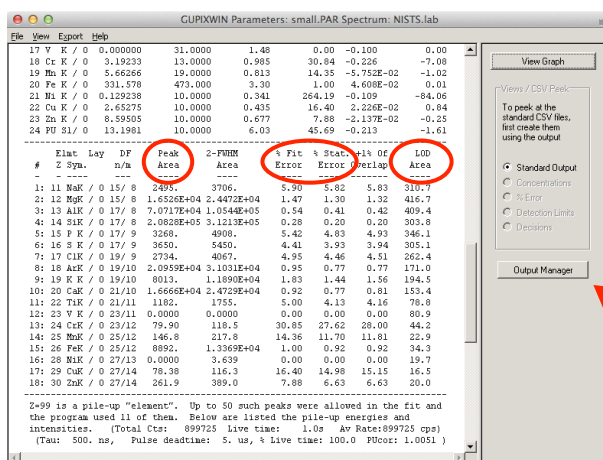 GUPIXWIN Parameters: small.PAR Spectrum: NISTS.lab
File View Export Help
17 V K / 0 0.000000 31.0000 1.48 0.00 -0.100 0.00
18 Cr K / 0 3.19233 13.0000 0.985 30.84 -0.226 -7.08
19 Mn K / 0 5.66266 19.0000 0.813 14.35 -5.752E-02 -1.02
20 Fe K / 0 331.578 473.000 3.30 1.00 4.608E-02 0.01
21 Ni K / 0 0.129238 10.0000 0.341 264.19 -0.109 -84.06
22 Cu K / 0 2.65275 10.0000 0.435 16.40 2.226E-02 0.84
23 Zn K / 0 8.59505 10.0000 0.677 7.88 -2.137E-02 -0.25
24 PU S1/ 0 13.1981 10.0000 6.03 45.69 -0.213 -1.61
Elmt Lay DF Peak 2-FWHM % Fit % Stat. +1% Of LOD
# Z Sym. n/m Area Area Error Error Overlap. Area
1: 11 NaK / 0 15/ 8 2495. 3706. 5.90 5.82 5.83 310.7
2: 12 MgK / 0 15/ 8 1.6526E+04 2.4472E+04 1.47 1.30 1.32 416.7
3: 13 AlK / 0 15/ 8 7.0717E+04 1.0544E+05 0.54 0.41 0.42 409.4
4: 14 SiK / 0 15/ 8 2.0828E+05 3.1213E+05 0.28 0.20 0.20 303.8
5: 15 P K / 0 17/ 9 3268. 4908. 5.42 4.83 4.93 346.1
6: 16 S K / 0 17/ 9 3650. 5450. 4.41 3.93 3.94 305.1
7: 17 ClK / 0 19/ 9 2734. 4067. 4.95 4.46 4.51 262.4
8: 18 ArK / 0 19/10 2.0959E+04 3.1031E+04 0.95 0.77 0.77 171.0
9: 19 K K / 0 19/10 8013. 1.1890E+04 1.83 1.44 1.56 194.5
10: 20 CaK / 0 21/10 1.6666E+04 2.4729E+04 0.92 0.77 0.81 153.4
11: 22 TiK / 0 21/11 1182. 1755. 5.00 4.13 4.16 78.8
12: 23 V K / 0 23/11 0.0000 0.0000 0.00 0.00 0.00 80.9
13: 24 CrK / 0 23/12 79.90 118.5 30.85 27.62 28.00 44.2
14: 25 MnK / 0 25/12 146.8 217.8 14.36 11.70 11.81 22.9
15: 26 FeK / 0 25/12 8892. 1.3369E+04 1.00 0.92 0.92 34.3
16: 28 NiK / 0 27/13 0.0000 3.639 0.00 0.00 0.00 19.7
17: 29 CuK / 0 27/14 78.38 116.3 16.40 14.98 15.15 16.5
18: 30 ZnK / 0 27/14 261.9 389.0 7.88 6.63 6.63 20.0
Z=99 is a pile-up "element". Up to 50 such peaks were allowed in the fit and
the program used 11 of them. Below are listed the pile-up energies and
intensities. (Total Cts: 899725 Live time: 1.0s Av Rate:899725 cps)
(Tau: 500. ns, Pulse deadtime: 5. us, % Live time: 100.0 PUcor: 1.0051 )
View Graph
Views / CSV Peek
To peek at the
standard CSV files,
first create them
using the output
Standard Output
Concentrations
% Error
Detection Limits
Decisions
Output Manager